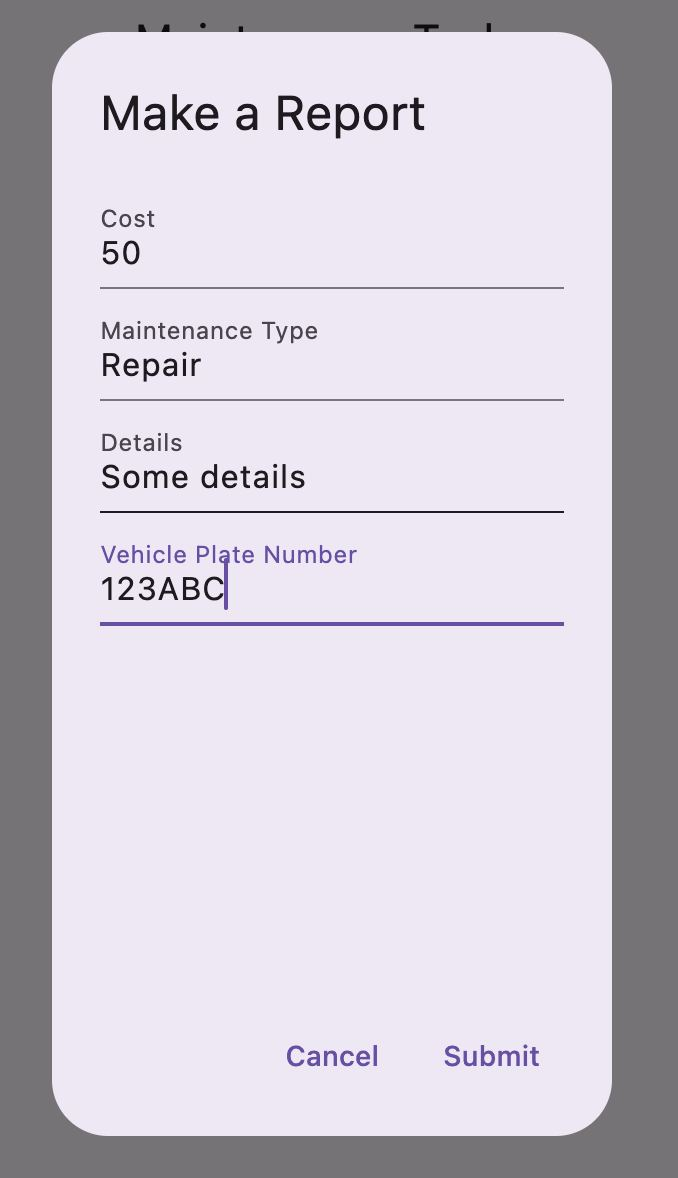 Make a Report
Cost
50
Maintenance Type
Repair
Details
Some details
Vehicle Plate Number
123ABC
Cancel
Submit